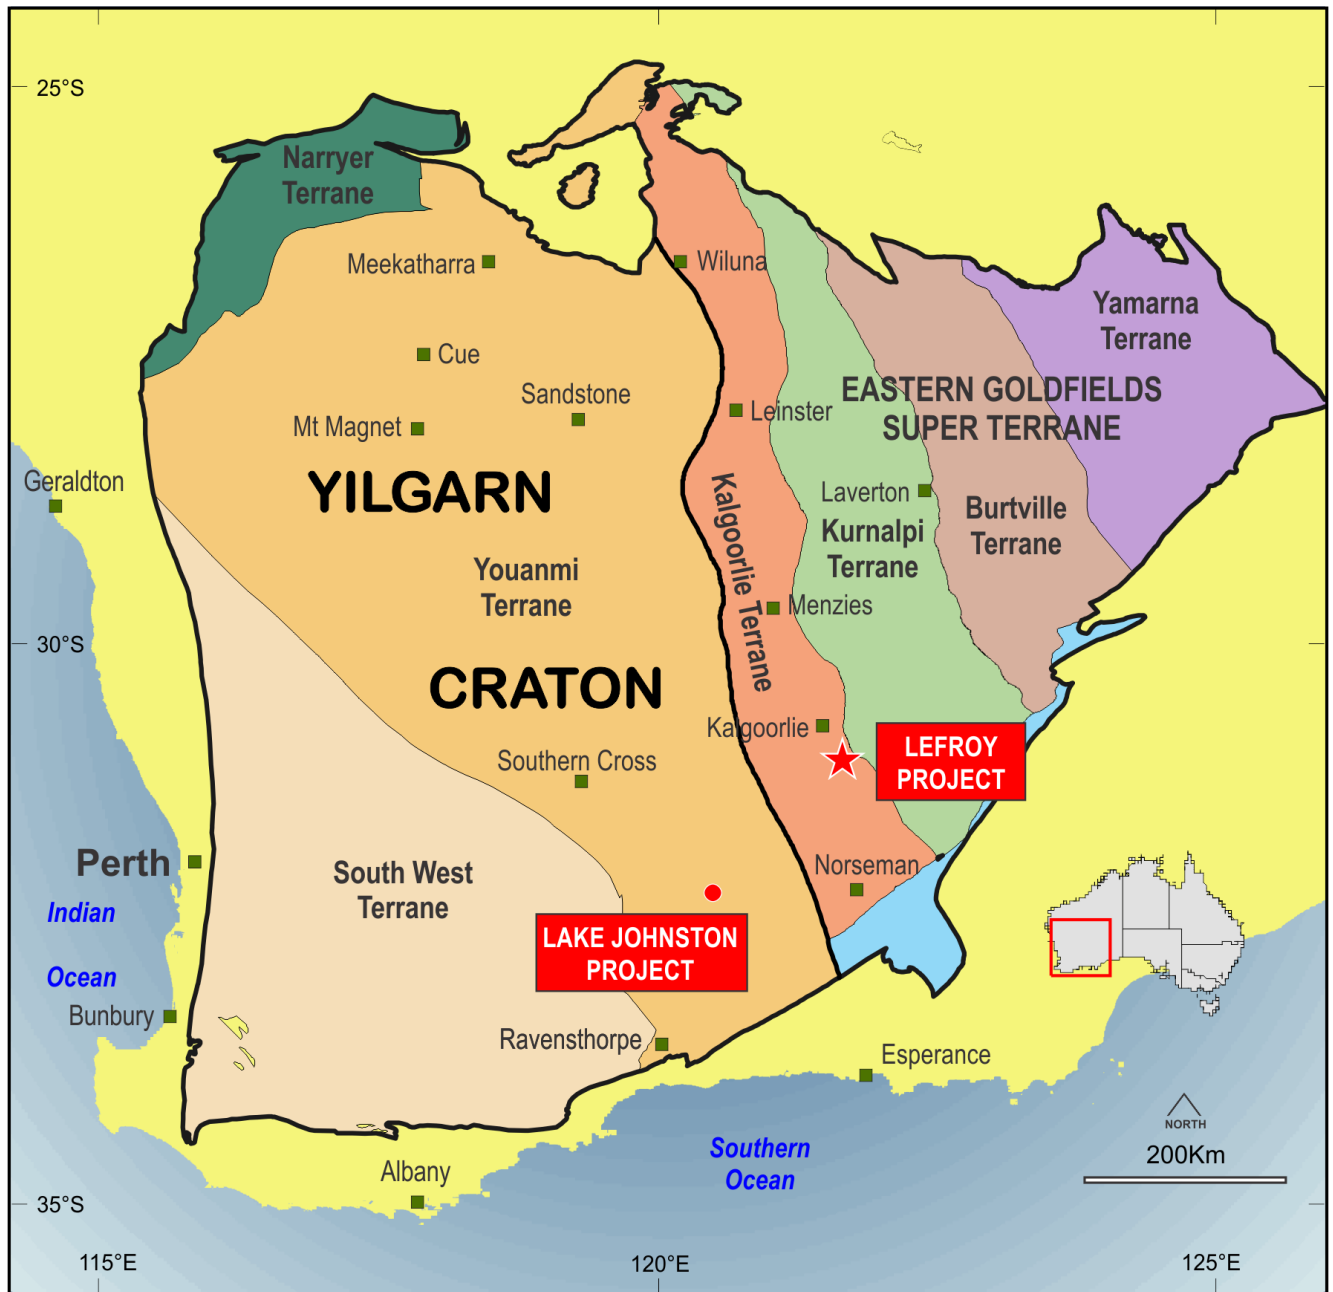 25°S
Narryer
Terrane
Meekatharra
Wiluna
Yamarna
Terrane
Cue
Sandstone
Leinster
EASTERN GOLDFIELDS
SUPER TERRANE
Mt Magnet
Geraldton
YILGARN
Kalgoorlie Terrane
Laverton
Burtville
Terrane
Kurnalpi
Terrane
Youanmi
Terrane
Menzies
30°S
CRATON
Kalgoorlie
LEFROY
PROJECT
Southern Cross
Perth
South West
Terrane
Norseman
Indian
Ocean
LAKE JOHNSTON
PROJECT
Bunbury
Ravensthorpe
Esperance
NORTH
Southern
Ocean
200Km
Albany
35°S
115°E
120°E
125°E